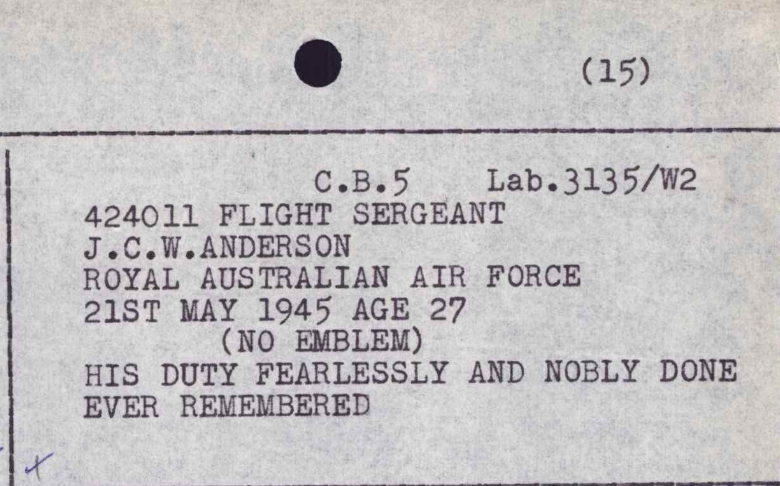 (15)
C.B.5 Lab.3135/W2
424011 FLIGHT SERGEANT
J.C.W.ANDERSON
ROYAL AUSTRALIAN AIR FORCE
21ST MAY 1945 AGE 27
(NO EMBLEM)
HIS DUTY FEARLESSLY AND NOBLY DONE
EVER REMEMBERED